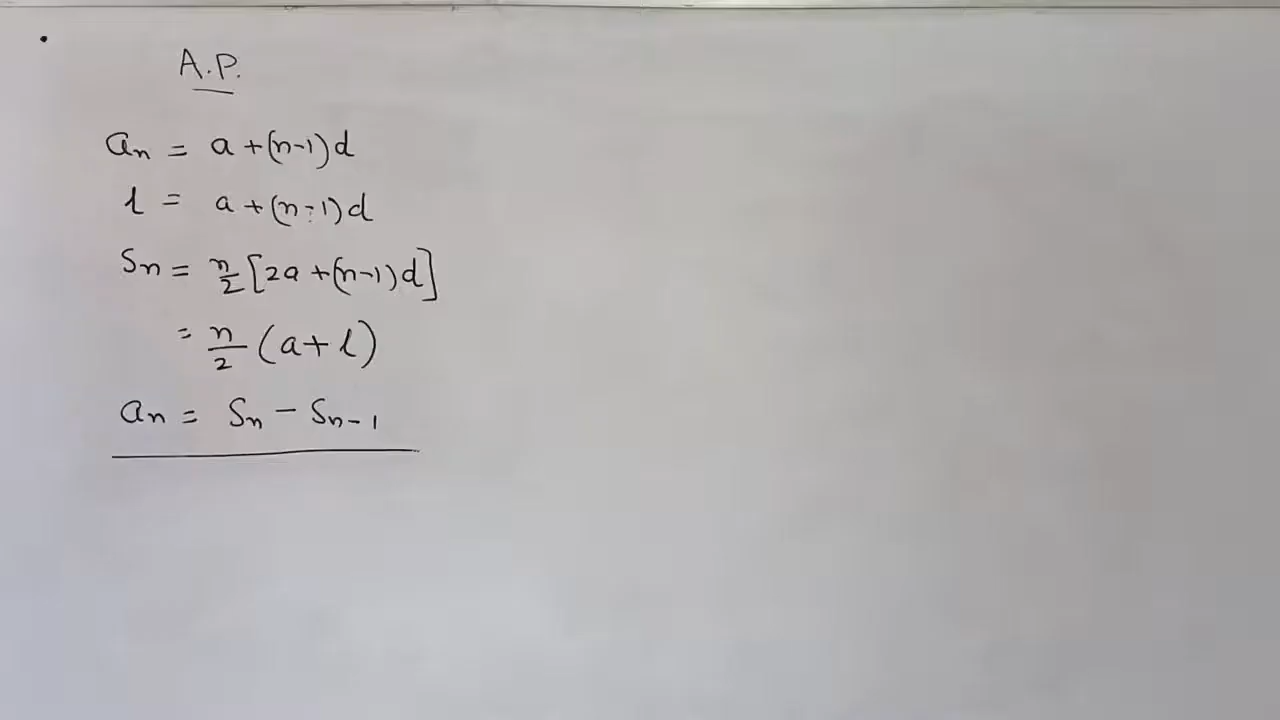 A.P.
aₙ = a + (n-1)d
l = a + (n-1)d
Sₙ = n/2 [2a + (n-1)d]
= n/2 (a + l)
aₙ = Sₙ - Sₙ₋₁